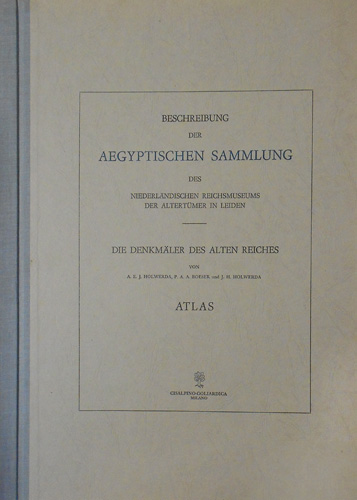 BESCHREIBUNG
DER
AEGYPTISCHEN SAMMLUNG
DES
NIEDERLÄNDISCHEN REICHSMUSEUMS
DER ALTERTÜMER IN LEIDEN
DIE DENKMÄLER DES ALTEN REICHES
VON
A. E. J. HOLWERDA, P. A. A. BOESER und J. H. HOLWERDA
ATLAS
CISALPINO-GOLIARDICA
MILANO